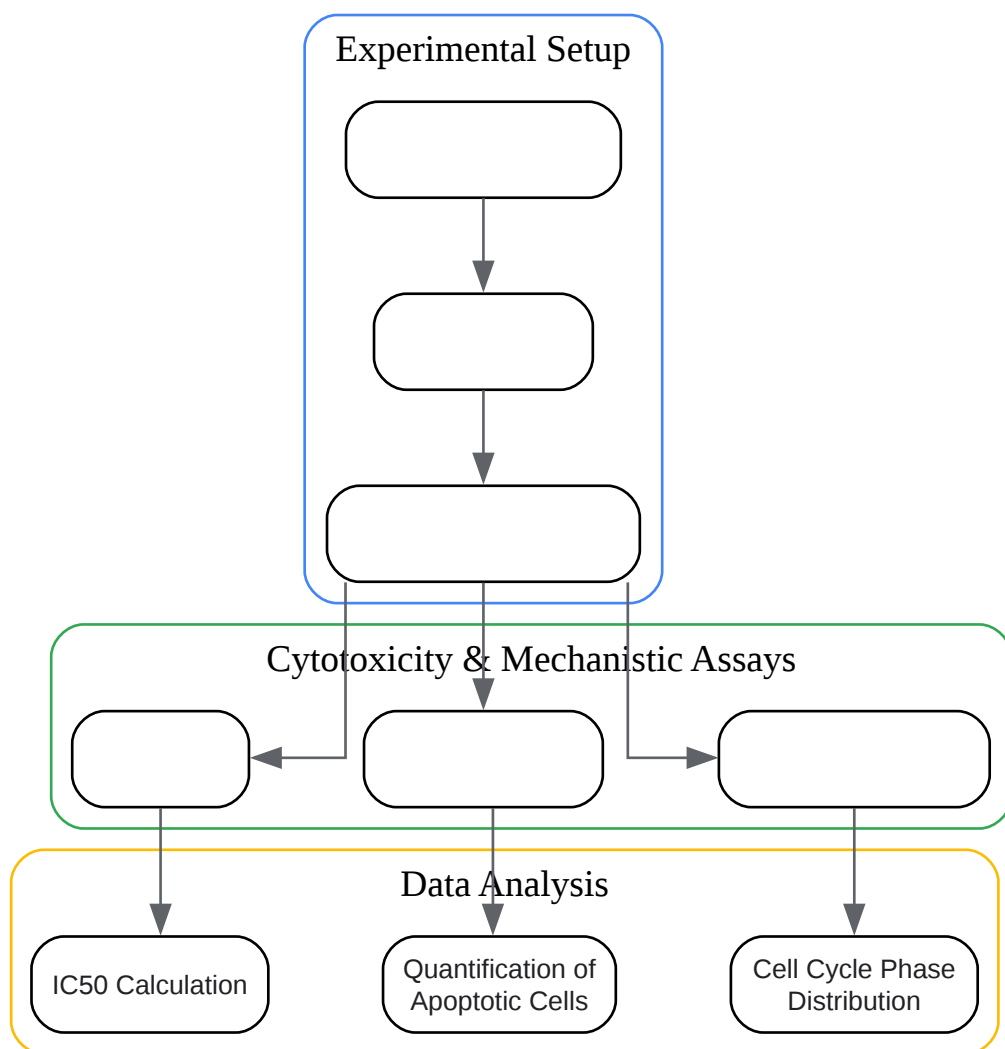 Experimental Setup
Cytotoxicity & Mechanistic Assays
Data Analysis
IC50 Calculation
Quantification of
Apoptotic Cells
Cell Cycle Phase
Distribution